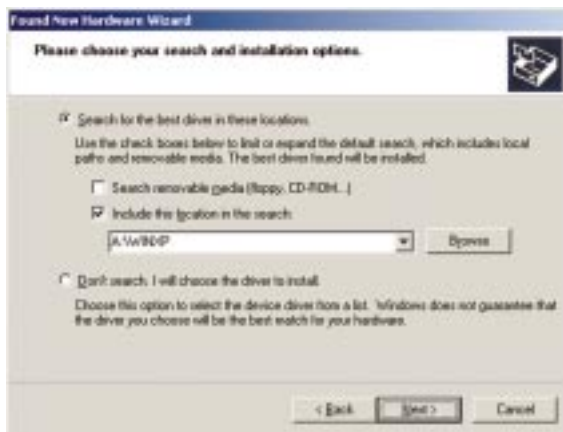 Found New Hardware Wizard
Please choose your search and installation options.
Search for the best driver in these locations.
Use the check boxes below to limit or expand the default search, which includes local
paths and removable media. The best driver found will be installed.
Search removable media (floppy, CD-ROM...)
Include this location in the search:
A:\WINXP
Browse
Don't search. I will choose the driver to install.
Choose this option to select the device driver from a list. Windows does not guarantee that
the driver you choose will be the best match for your hardware.
< Back
Next >
Cancel